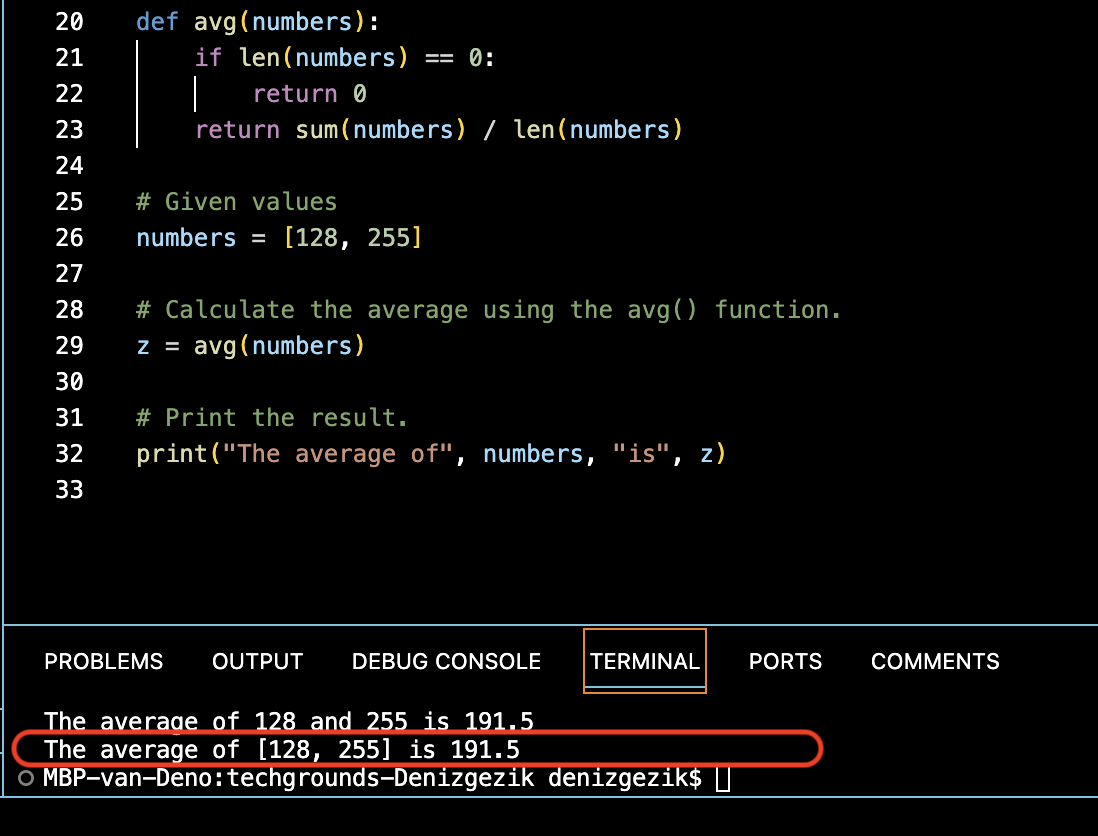 20 def avg(numbers):
21 if len(numbers) == 0:
22 return 0
23 return sum(numbers) / len(numbers)
24
25 # Given values
26 numbers = [128, 255]
27
28 # Calculate the average using the avg() function.
29 z = avg(numbers)
30
31 # Print the result.
32 print("The average of", numbers, "is", z)
33
PROBLEMS OUTPUT DEBUG CONSOLE TERMINAL PORTS COMMENTS
The average of 128 and 255 is 191.5
The average of [128, 255] is 191.5
MBP-van-Deno:techgrounds-Denizgezik denizgezik$